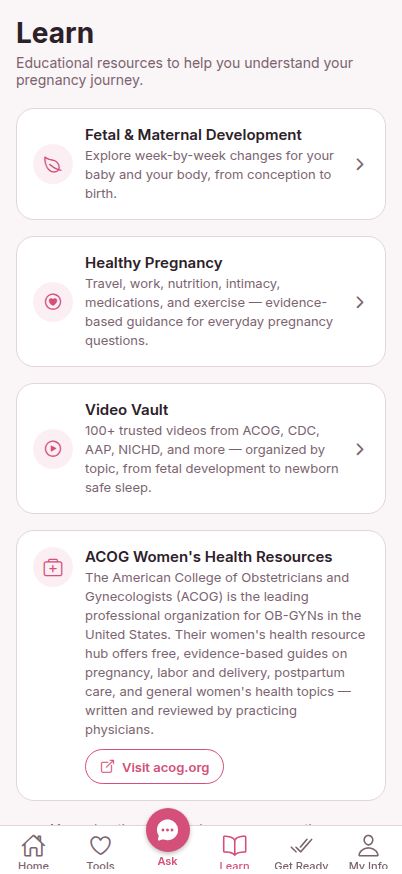 Learn
Educational resources to help you understand your
pregnancy journey.
Fetal & Maternal Development
Explore week-by-week changes for your
baby and your body, from conception to
birth.
Healthy Pregnancy
Travel, work, nutrition, intimacy,
medications, and exercise — evidence-
based guidance for everyday pregnancy
questions.
Video Vault
100+ trusted videos from ACOG, CDC,
AAP, NICHD, and more — organized by
topic, from fetal development to newborn
safe sleep.
ACOG Women's Health Resources
The American College of Obstetricians and
Gynecologists (ACOG) is the leading
professional organization for OB-GYNs in the
United States. Their women's health resource
hub offers free, evidence-based guides on
pregnancy, labor and delivery, postpartum
care, and general women's health topics —
written and reviewed by practicing
physicians.
Visit acog.org
Home
Tools
Ask
Learn
Get Ready
My Info